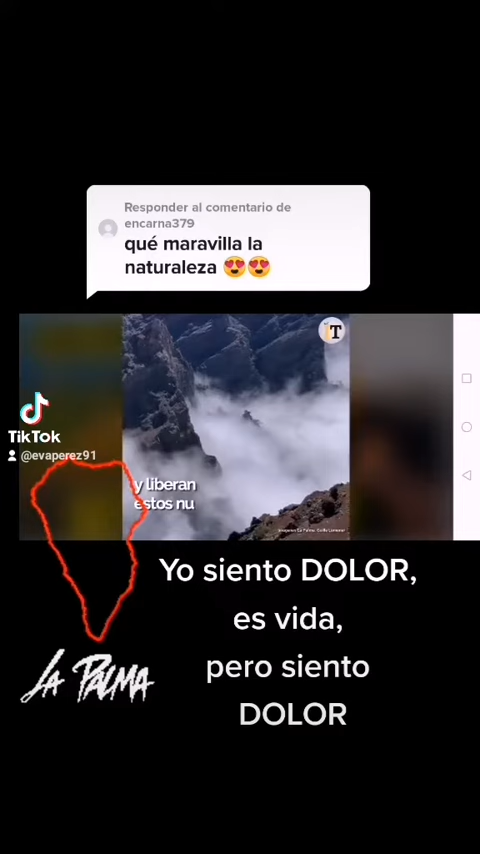 Responder al comentario de
encarna379
qué maravilla la
naturaleza 😍😍
T
TikTok
@evaperez91
y liberan
estos nu
Yo siento DOLOR,
es vida,
pero siento
DOLOR
LA PALMA